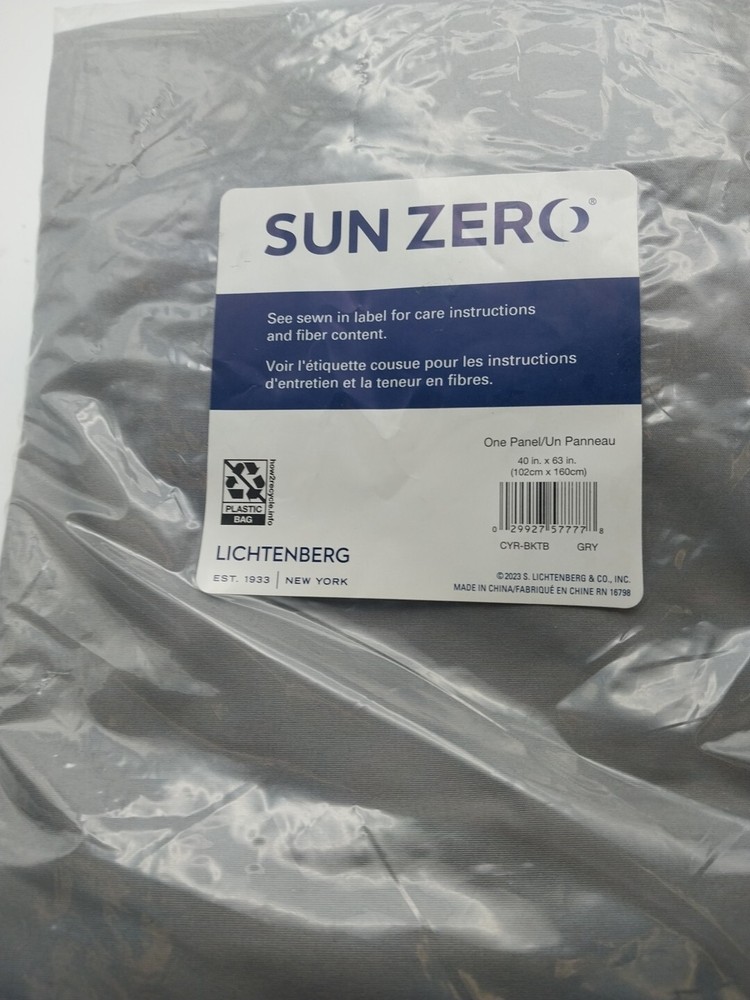 SUN ZERO®
See sewn in label for care instructions
and fiber content.
Voir l'étiquette cousue pour les instructions
d'entretien et la teneur en fibres.
One Panel/Un Panneau
40 in. x 63 in.
(102cm x 160cm)
0 29927 57777 8
CYR-BKTB GRY
how2recycle.info
PLASTIC
BAG
LICHTENBERG
EST. 1933 | NEW YORK
©2023 S. LICHTENBERG & CO., INC.
MADE IN CHINA/FABRIQUÉ EN CHINE RN 16798